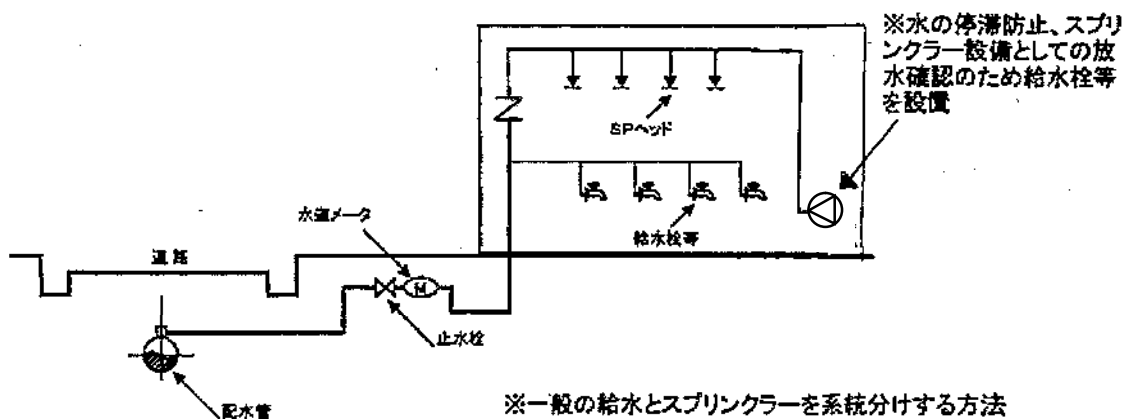 ※水の停滞防止、スプリ
ンクラー設備としての放
水確認のため給水栓等
を設置
SPヘッド
給水栓等
水道メータ
道路
M
止水栓
配水管
※一般の給水とスプリンクラーを系統分けする方法